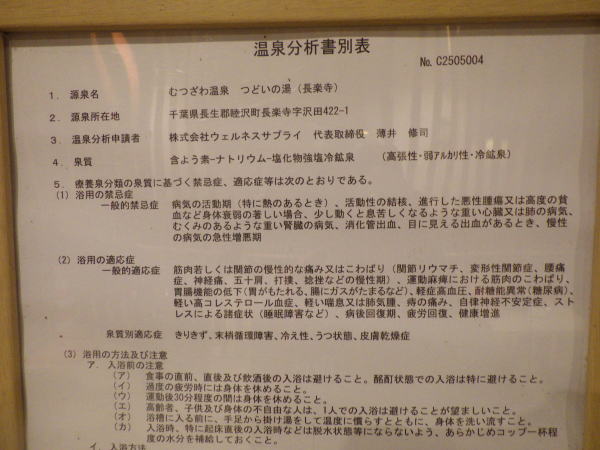 温泉分析書別表
No. C2505004
1. 源泉名 むつざわ温泉 つどいの湯（長楽寺）
2. 源泉所在地 千葉県長生郡睦沢町長楽寺字沢田422-1
3. 温泉分析申請者 株式会社ウェルネスサプライ 代表取締役 薄井 修司
4. 泉質 含よう素-ナトリウム-塩化物強塩冷鉱泉 （高張性・弱アルカリ性・冷鉱泉）
5. 療養泉分類の泉質に基づく禁忌症、適応症等は次のとおりである。
(1) 浴用の禁忌症
一般的禁忌症 病気の活動期（特に熱のあるとき）、活動性の結核、進行した悪性腫瘍又は高度の貧
血など身体衰弱の著しい場合、少し動くと息苦しくなるような重い心臓又は肺の病気、
むくみのあるような重い腎臓の病気、消化管出血、目に見える出血があるとき、慢性
の病気の急性増悪期
(2) 浴用の適応症
一般的適応症 筋肉若しくは関節の慢性的な痛み又はこわばり（関節リウマチ、変形性関節症、腰痛
症、神経痛、五十肩、打撲、捻挫などの慢性期）、運動麻痺における筋肉のこわばり、
胃腸機能の低下（胃がもたれる、腸にガスがたまるなど）、軽症高血圧、耐糖能異常（糖尿病）、
軽い高コレステロール血症、軽い喘息又は肺気腫、痔の痛み、自律神経不安定症、スト
レスによる諸症状（睡眠障害など）、病後回復期、疲労回復、健康増進
泉質別適応症 きりきず、末梢循環障害、冷え性、うつ状態、皮膚乾燥症
(3) 浴用の方法及び注意
ア. 入浴前の注意
(ア) 食事の直前、直後及び飲酒後の入浴は避けること。酩酊状態での入浴は特に避けること。
(イ) 過度の疲労時には身体を休めること。
(ウ) 運動後30分程度の間は身体を休めること。
(エ) 高齢者、子供及び身体の不自由な人は、1人での入浴は避けることが望ましいこと。
(オ) 浴槽に入る前に、手足から掛け湯をして温度に慣らすとともに、身体を洗い流すこと。
(カ) 入浴時、特に起床直後の入浴時などは脱水状態等にならないよう、あらかじめコップ一杯程
度の水分を補給しておくこと。
イ. 入浴方法